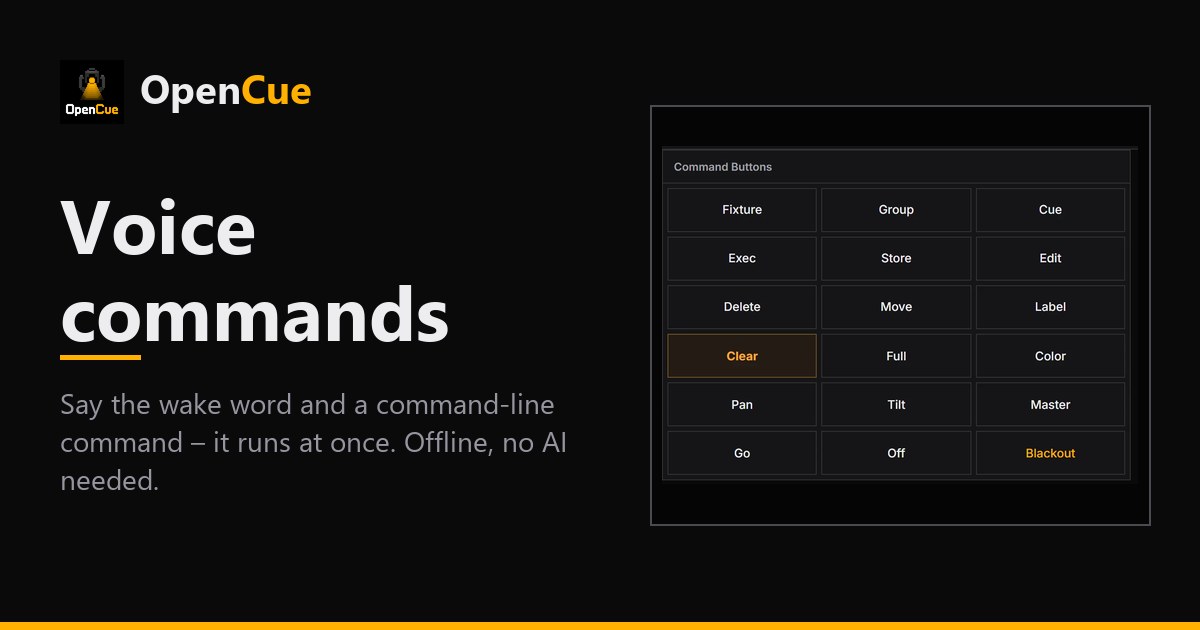 OpenCue
OpenCue
Voice
commands
Say the wake word and a command-line
command – it runs at once. Offline, no AI
needed.
Command Buttons
Fixture Group Cue
Exec Store Edit
Delete Move Label
Clear Full Color
Pan Tilt Master
Go Off Blackout